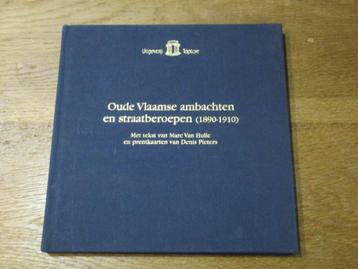 Uitgeverij Taptoe
Oude Vlaamse ambachten
en straatberoepen (1890-1910)
Met tekst van Marc Van Hulle
en prentkaarten van Denis Pieters